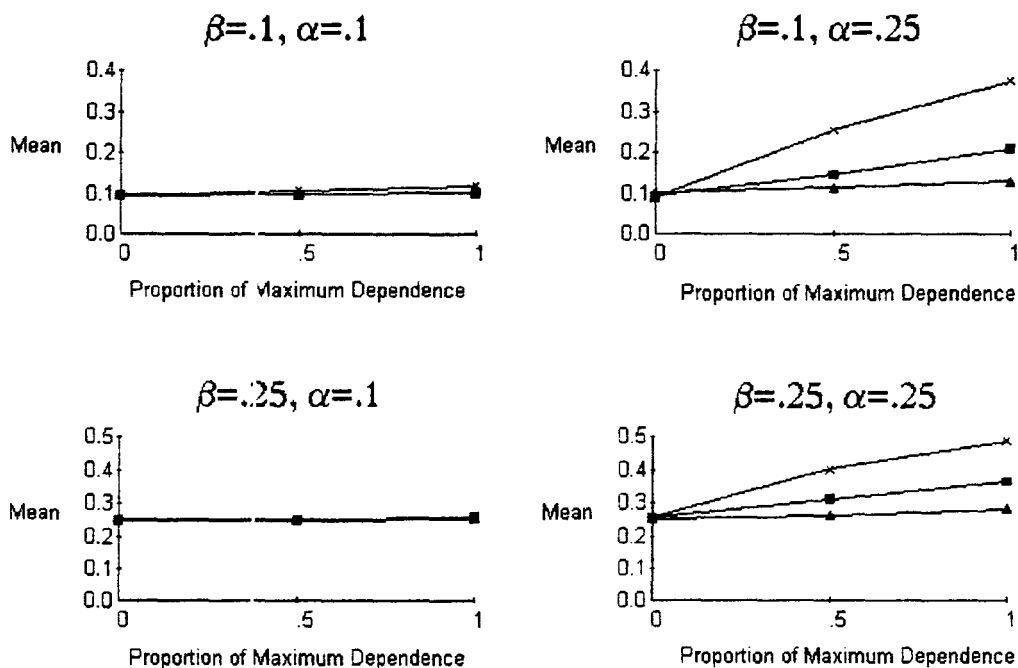 β=.1, α=.1
0.4
0.3
Mean
0.2
0.1
0.0
0 .5 1
Proportion of Maximum Dependence
β=.1, α=.25
0.4
0.3
Mean
0.2
0.1
0.0
0 .5 1
Proportion of Maximum Dependence
β=.25, α=.1
0.5
0.4
0.3
Mean
0.2
0.1
0.0
0 .5 1
Proportion of Maximum Dependence
β=.25, α=.25
0.5
0.4
0.3
Mean
0.2
0.1
0.0
0 .5 1
Proportion of Maximum Dependence